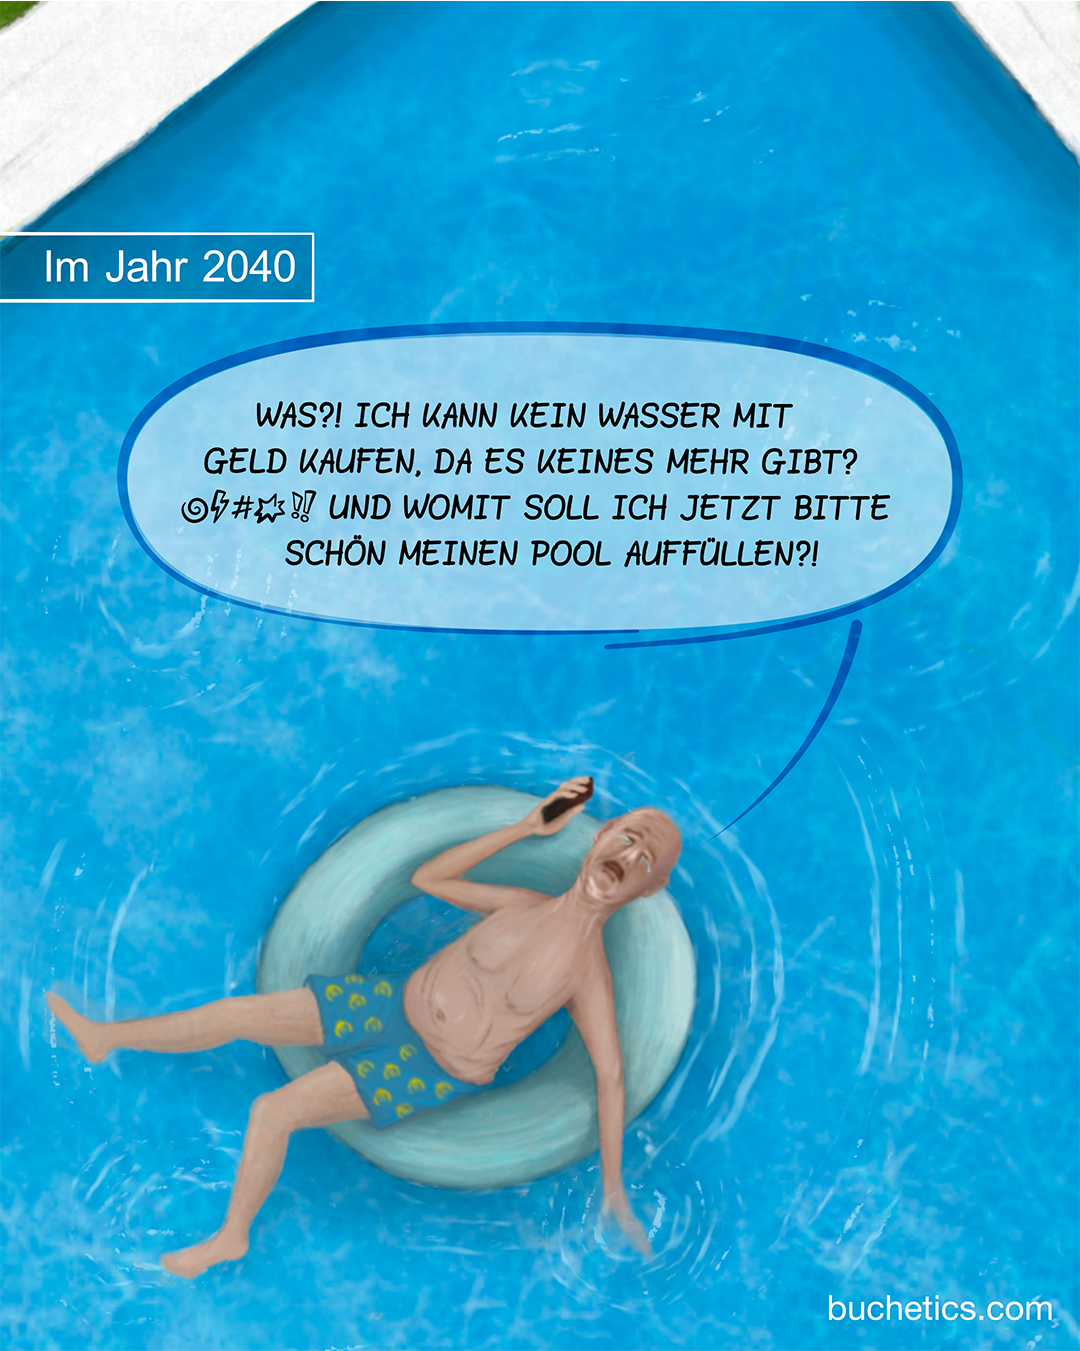 Im Jahr 2040
WAS?! ICH KANN KEIN WASSER MIT
GELD KAUFEN, DA ES KEINES MEHR GIBT?
#!! UND WOMIT SOLL ICH JETZT BITTE
SCHÖN MEINEN POOL AUFFÜLLEN?!
buchetics.com